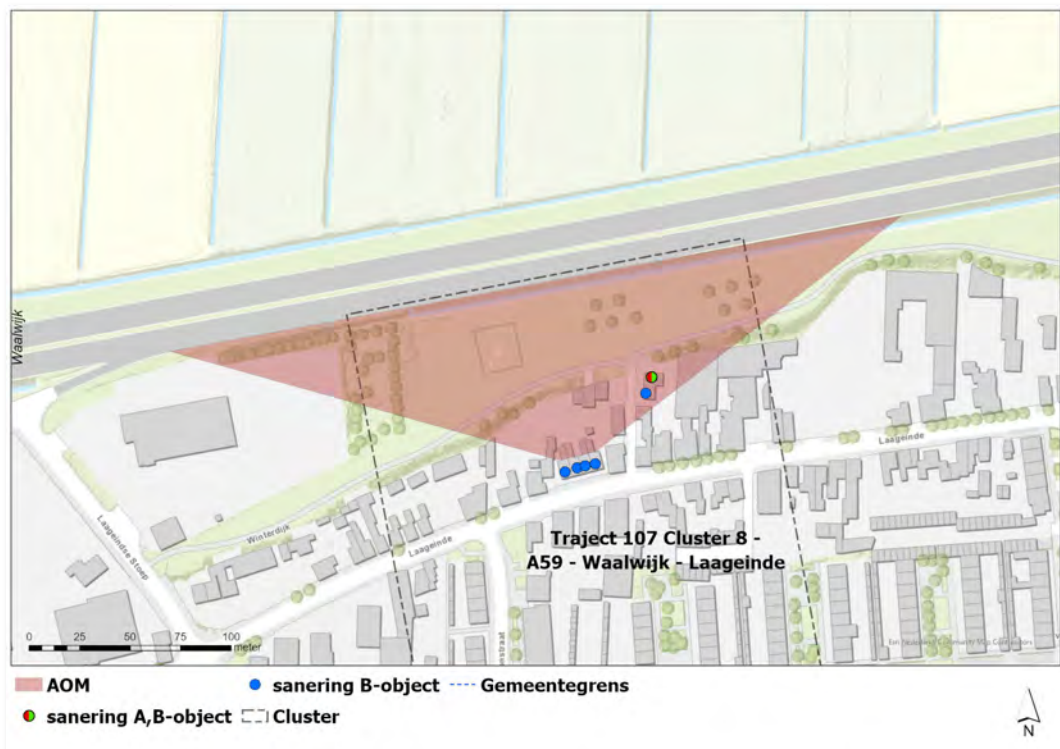 Waalwijk
Laageinde
Winterdijk
Laageinde
Laageindse Stoep
Traject 107 Cluster 8 -
A59 - Waalwijk - Laageinde
0 25 50 75 100
meter
AOM
sanering B-object
Gemeentegrens
sanering A,B-object
Cluster
N